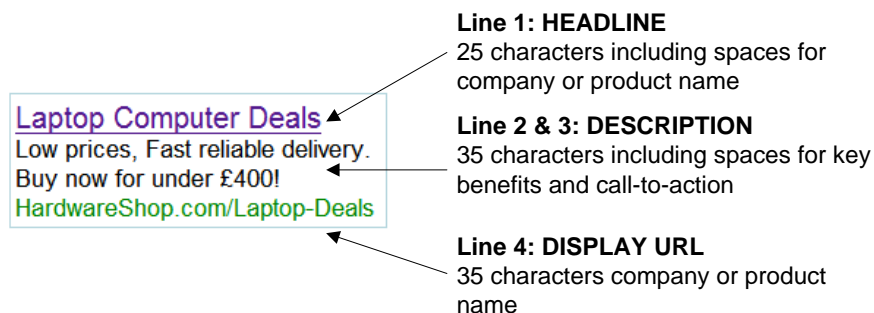 Line 1: HEADLINE
25 characters including spaces for
company or product name
Laptop Computer Deals
Low prices, Fast reliable delivery.
Buy now for under £400!
HardwareShop.com/Laptop-Deals
Line 2 & 3: DESCRIPTION
35 characters including spaces for key
benefits and call-to-action
Line 4: DISPLAY URL
35 characters company or product
name